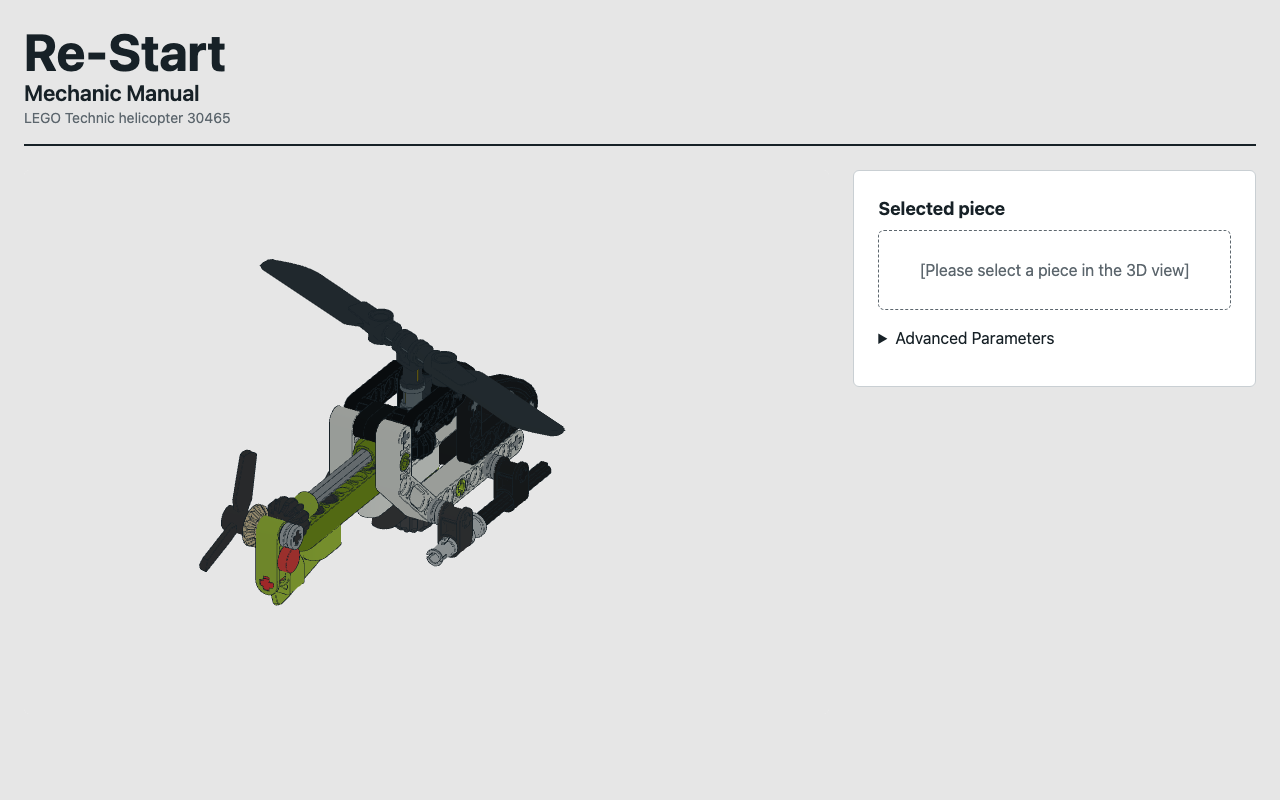 Re-Start
Mechanic Manual
LEGO Technic helicopter 30465
Selected piece
[Please select a piece in the 3D view]
Advanced Parameters